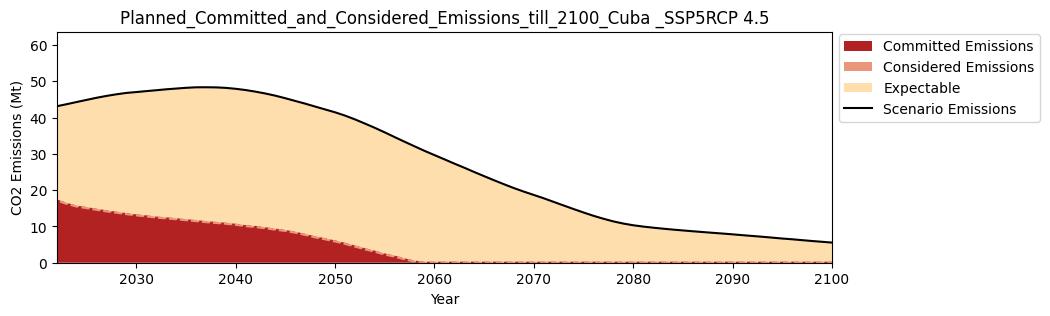 Planned_Committed_and_Considered_Emissions_till_2100_Cuba _SSP5RCP 4.5
60
50
40
30
20
10
0
CO2 Emissions (Mt)
2030 2040 2050 2060 2070 2080 2090 2100
Year
Committed Emissions
Considered Emissions
Expectable
Scenario Emissions